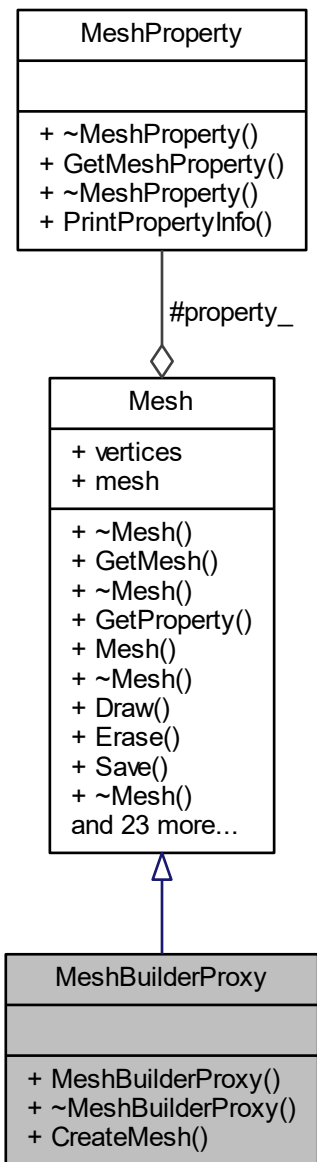 MeshProperty
+ ~MeshProperty()
+ GetMeshProperty()
+ ~MeshProperty()
+ PrintPropertyInfo()
#property_
Mesh
+ vertices
+ mesh
+ ~Mesh()
+ GetMesh()
+ ~Mesh()
+ GetProperty()
+ Mesh()
+ ~Mesh()
+ Draw()
+ Erase()
+ Save()
+ ~Mesh()
and 23 more...
MeshBuilderProxy
+ MeshBuilderProxy()
+ ~MeshBuilderProxy()
+ CreateMesh()